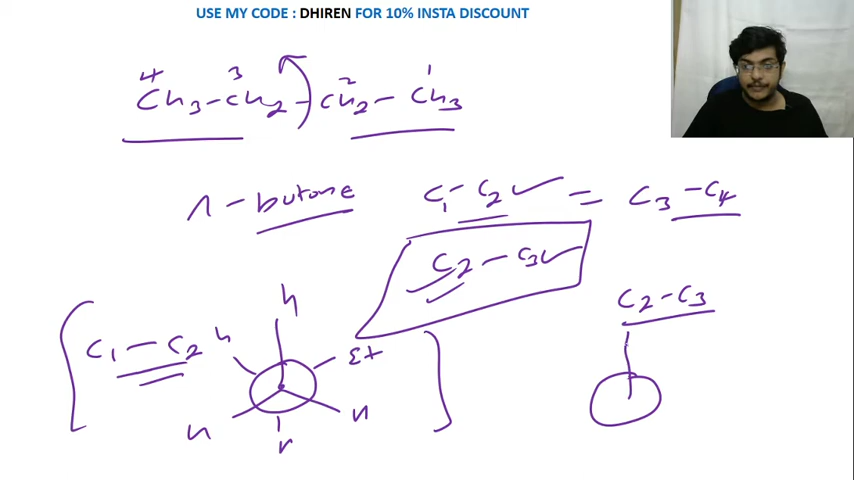 USE MY CODE : DHIREN FOR 10% INSTA DISCOUNT
4 3 2 1
CH3-CH2-CH2-CH3
n-butane C1-C2 = C3-C4
C2-C3
C2-C3
H
C1-C2 H Et
H H
H